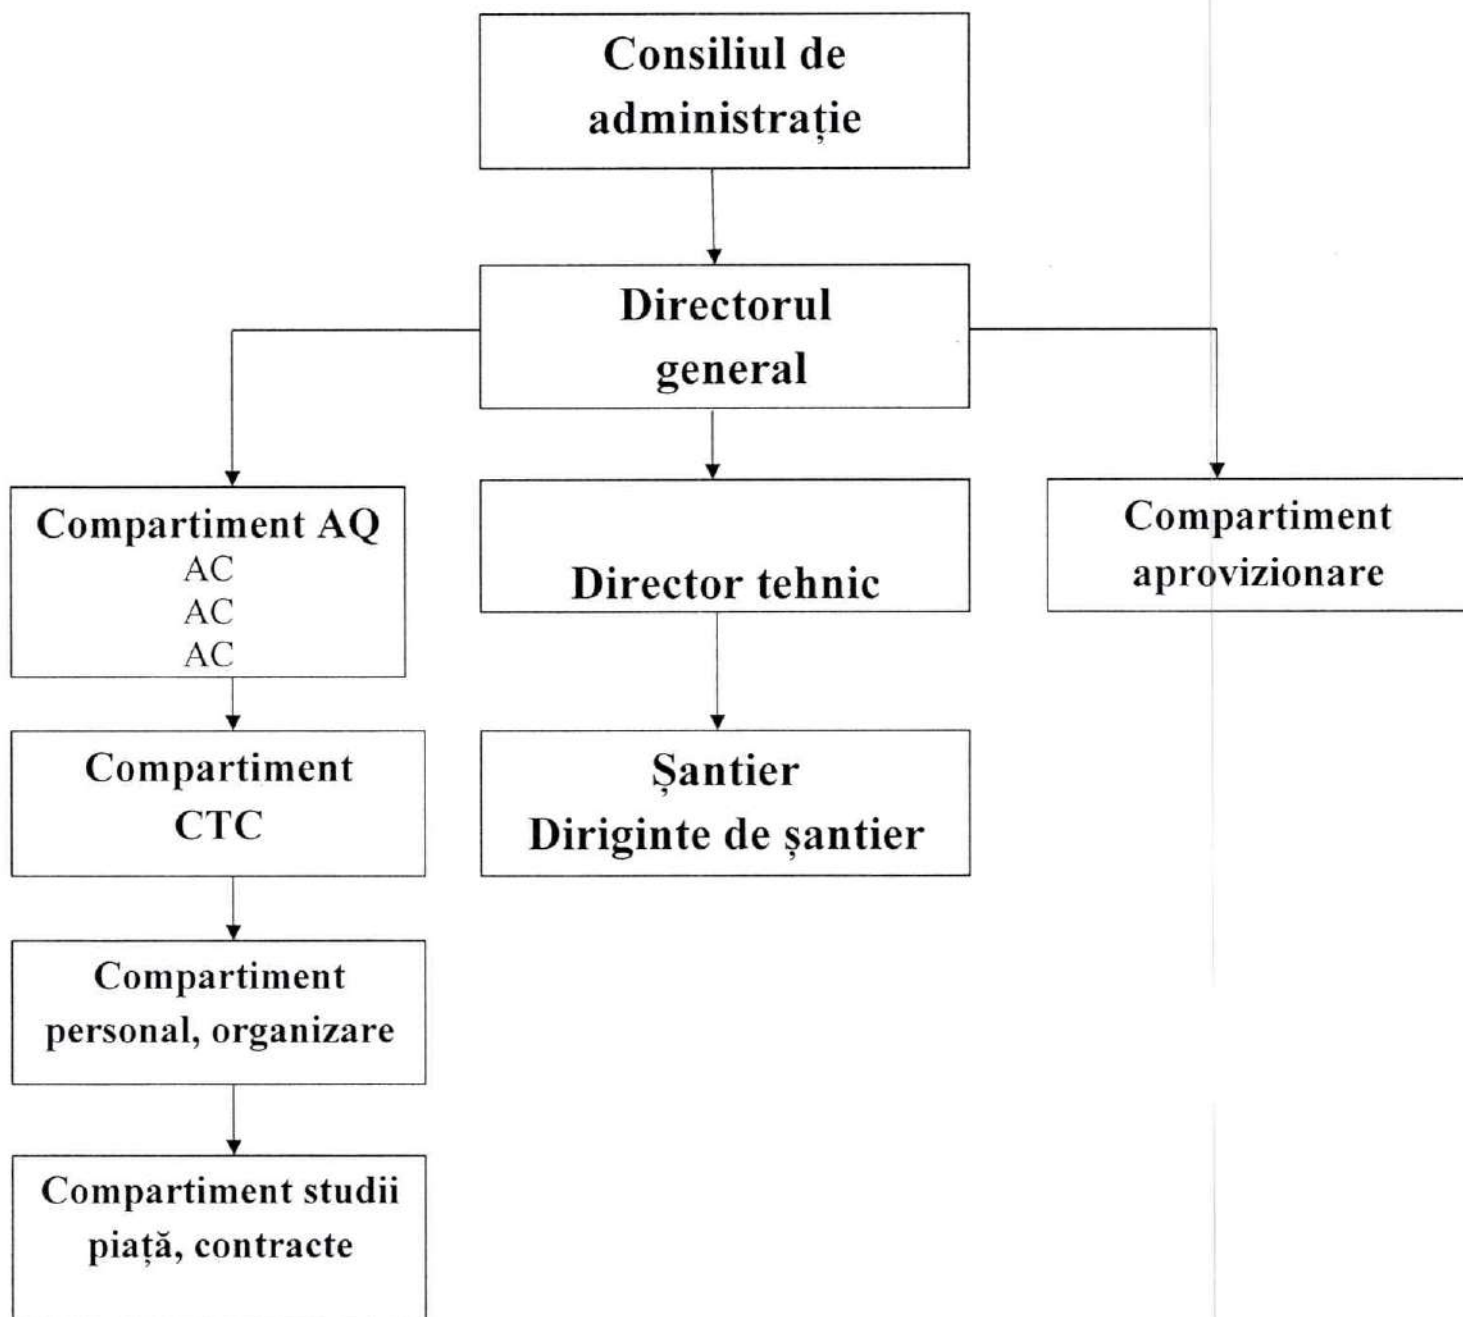 Consiliul de
administrație
Directorul
general
Compartiment AQ
AC
AC
AC
Director tehnic
Compartiment
aprovizionare
Compartiment
CTC
Șantier
Diriginte de șantier
Compartiment
personal, organizare
Compartiment studii
piață, contracte